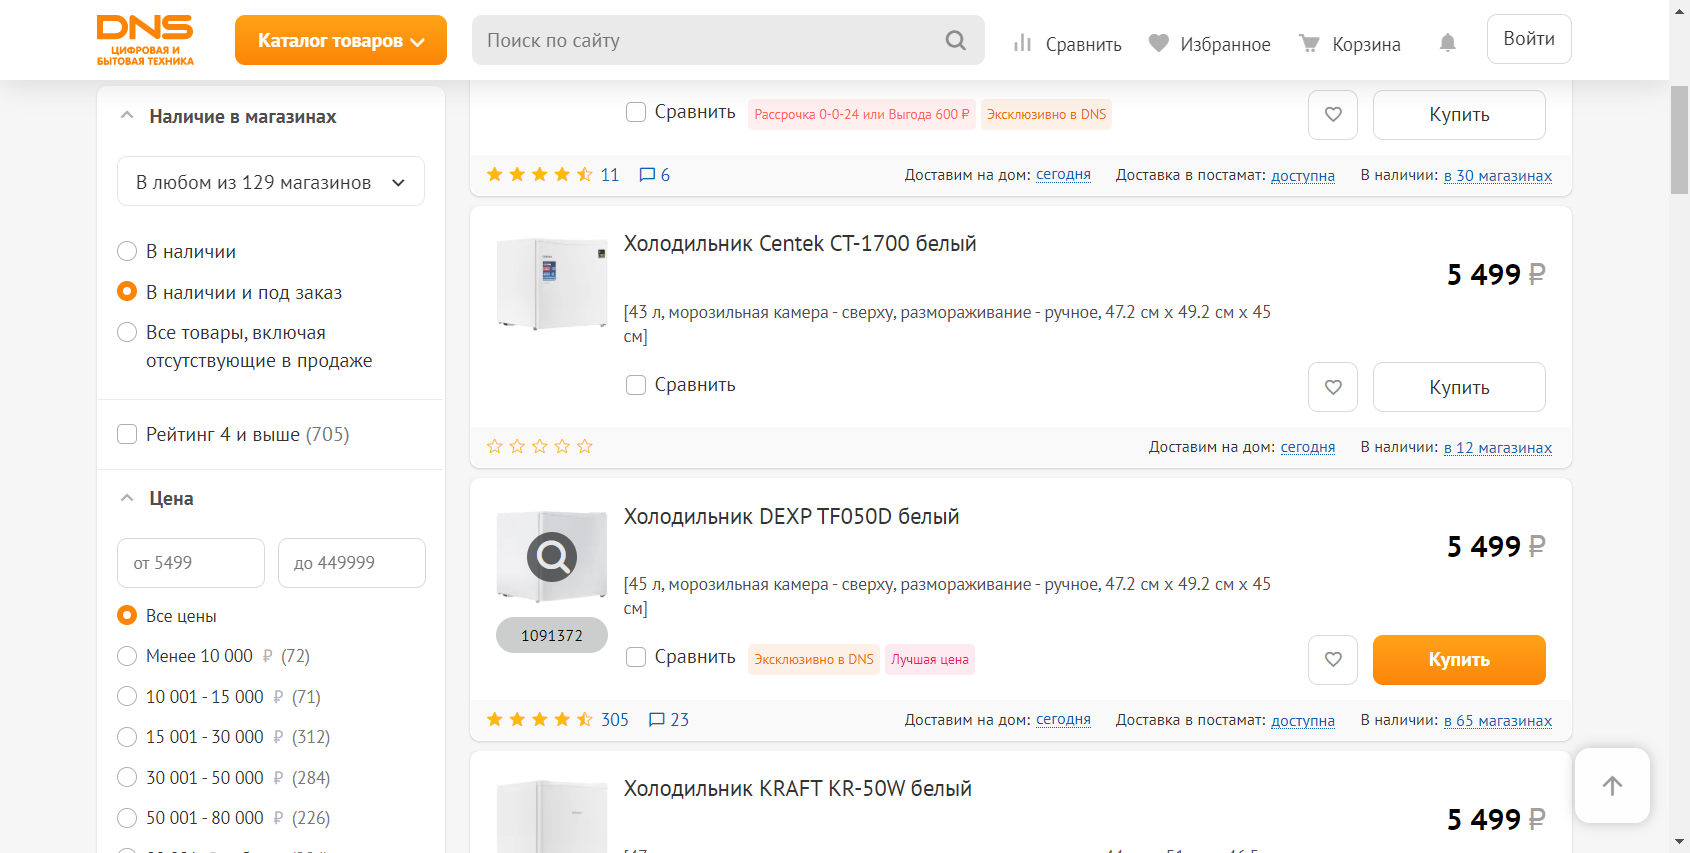 DNS
ЦИФРОВАЯ И
БЫТОВАЯ ТЕХНИКА
Каталог товаров
Поиск по сайту
Сравнить
Избранное
Корзина
Войти
Наличие в магазинах
В любом из 129 магазинов
В наличии
В наличии и под заказ
Все товары, включая
отсутствующие в продаже
Рейтинг 4 и выше (705)
Цена
от 5499
до 449999
Все цены
Менее 10 000 ₽ (72)
10 001 - 15 000 ₽ (71)
15 001 - 30 000 ₽ (312)
30 001 - 50 000 ₽ (284)
50 001 - 80 000 ₽ (226)
Сравнить
Рассрочка 0-0-24 или Выгода 600 ₽
Эксклюзивно в DNS
Купить
11
6
Доставим на дом: сегодня
Доставка в постамат: доступна
В наличии: в 30 магазинах
Холодильник Centek CT-1700 белый
5 499 ₽
[43 л, морозильная камера - сверху, размораживание - ручное, 47.2 см x 49.2 см x 45
см]
Сравнить
Купить
Доставим на дом: сегодня
В наличии: в 12 магазинах
Холодильник DEXP TF050D белый
5 499 ₽
[45 л, морозильная камера - сверху, размораживание - ручное, 47.2 см x 49.2 см x 45
см]
1091372
Сравнить
Эксклюзивно в DNS
Лучшая цена
Купить
305
23
Доставим на дом: сегодня
Доставка в постамат: доступна
В наличии: в 65 магазинах
Холодильник KRAFT KR-50W белый
5 499 ₽